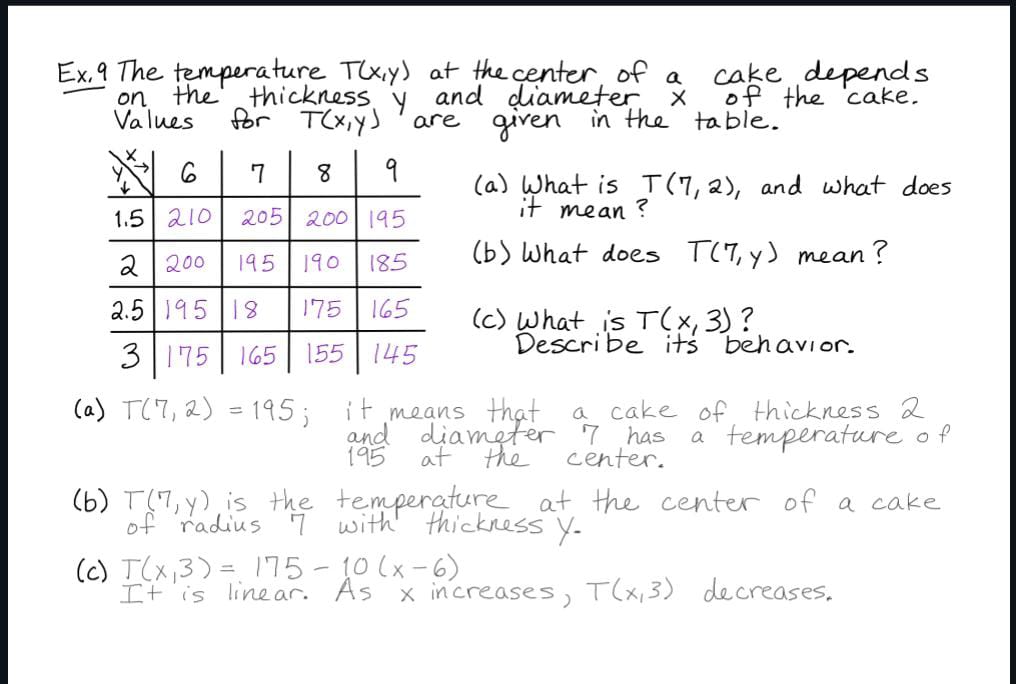 Ex. 9 The temperature T(x,y) at the center of a cake depends
on the thickness y and diameter x of the cake.
Values for T(x,y) are given in the table.
x→
y↓ 6 7 8 9
1.5 210 205 200 195
2 200 195 190 185
2.5 195 18 175 165
3 175 165 155 145
(a) What is T(7,2), and what does
it mean?
(b) What does T(7,y) mean?
(c) What is T(x,3)?
Describe its behavior.
(a) T(7,2) = 195; it means that a cake of thickness 2
and diameter 7 has a temperature of
195 at the center.
(b) T(7,y) is the temperature at the center of a cake
of radius 7 with thickness y.
(c) T(x,3) = 175 - 10(x-6)
It is linear. As x increases, T(x,3) decreases.